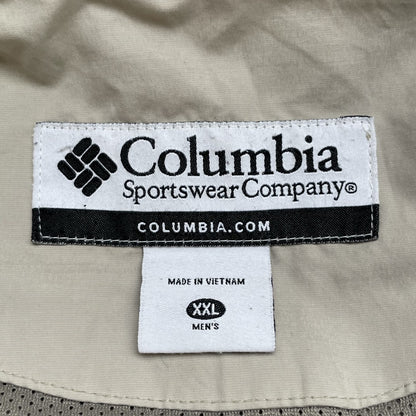 Columbia
Sportswear Company®
COLUMBIA.COM
MADE IN VIETNAM
XXL
MEN'S